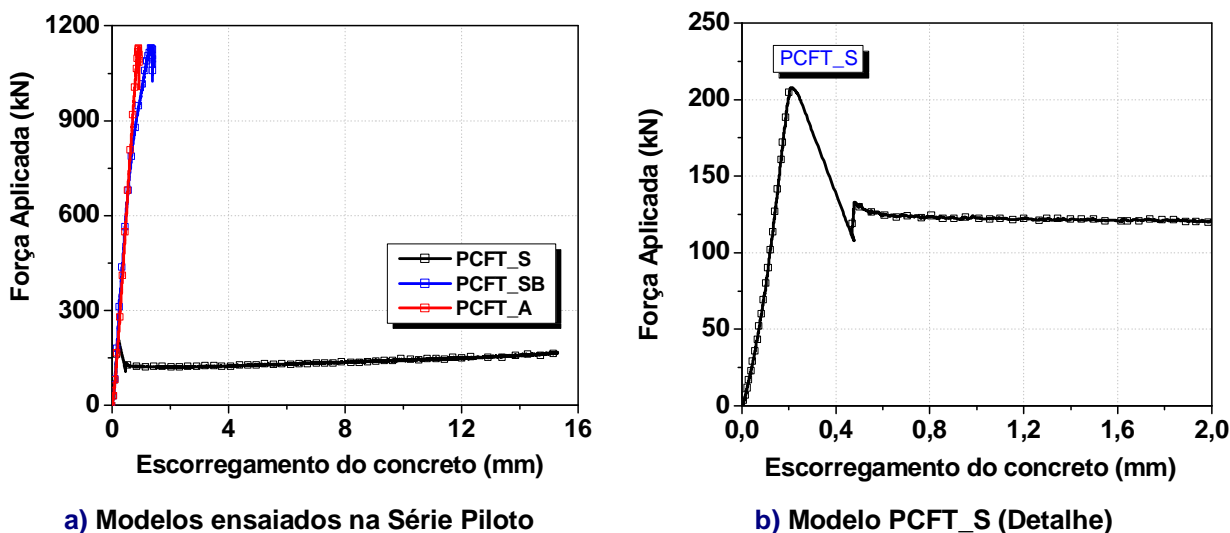 1200
900
600
300
0
Força Aplicada (kN)
PCFT_S
PCFT_SB
PCFT_A
0 4 8 12 16
Escorregamento do concreto (mm)
a) Modelos ensaiados na Série Piloto
250
200
150
100
50
0
Força Aplicada (kN)
PCFT_S
0,0 0,4 0,8 1,2 1,6 2,0
Escorregamento do concreto (mm)
b) Modelo PCFT_S (Detalhe)